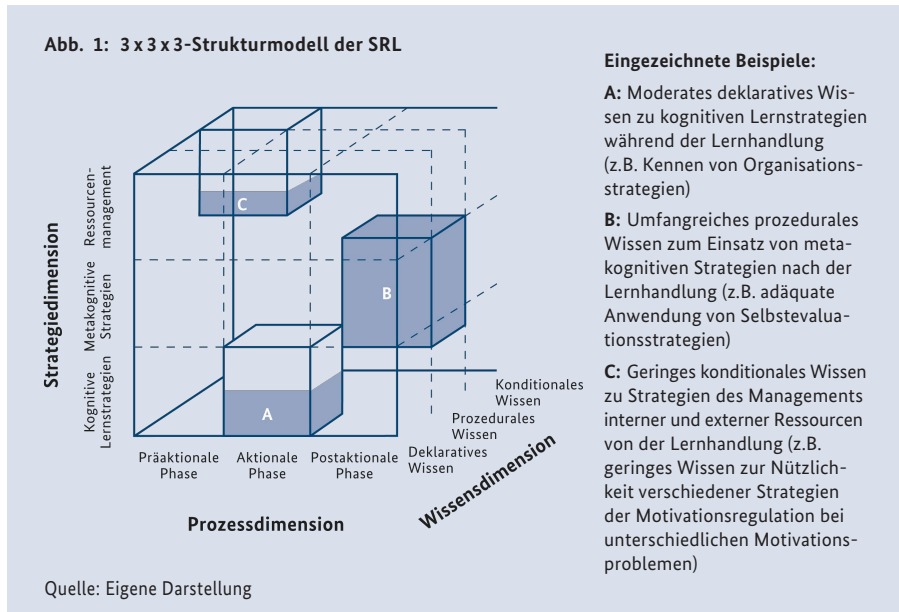 Abb. 1: 3 x 3 x 3-Strukturmodell der SRL
Strategiedimension
Ressourcen-
management
Metakognitive
Strategien
Kognitive
Lernstrategien
C
B
A
Präaktionale
Phase
Aktionale
Phase
Postaktionale
Phase
Deklaratives
Wissen
Prozedurales
Wissen
Konditionales
Wissen
Prozessdimension
Wissensdimension
Eingezeichnete Beispiele:
A: Moderates deklaratives Wis-
sen zu kognitiven Lernstrategien
während der Lernhandlung
(z.B. Kennen von Organisations-
strategien)
B: Umfangreiches prozedurales
Wissen zum Einsatz von meta-
kognitiven Strategien nach der
Lernhandlung (z.B. adäquate
Anwendung von Selbstevalua-
tionsstrategien)
C: Geringes konditionales Wissen
zu Strategien des Managements
interner und externer Ressourcen
von der Lernhandlung (z.B.
geringes Wissen zur Nützlich-
keit verschiedener Strategien
der Motivationsregulation bei
unterschiedlichen Motivations-
problemen)
Quelle: Eigene Darstellung